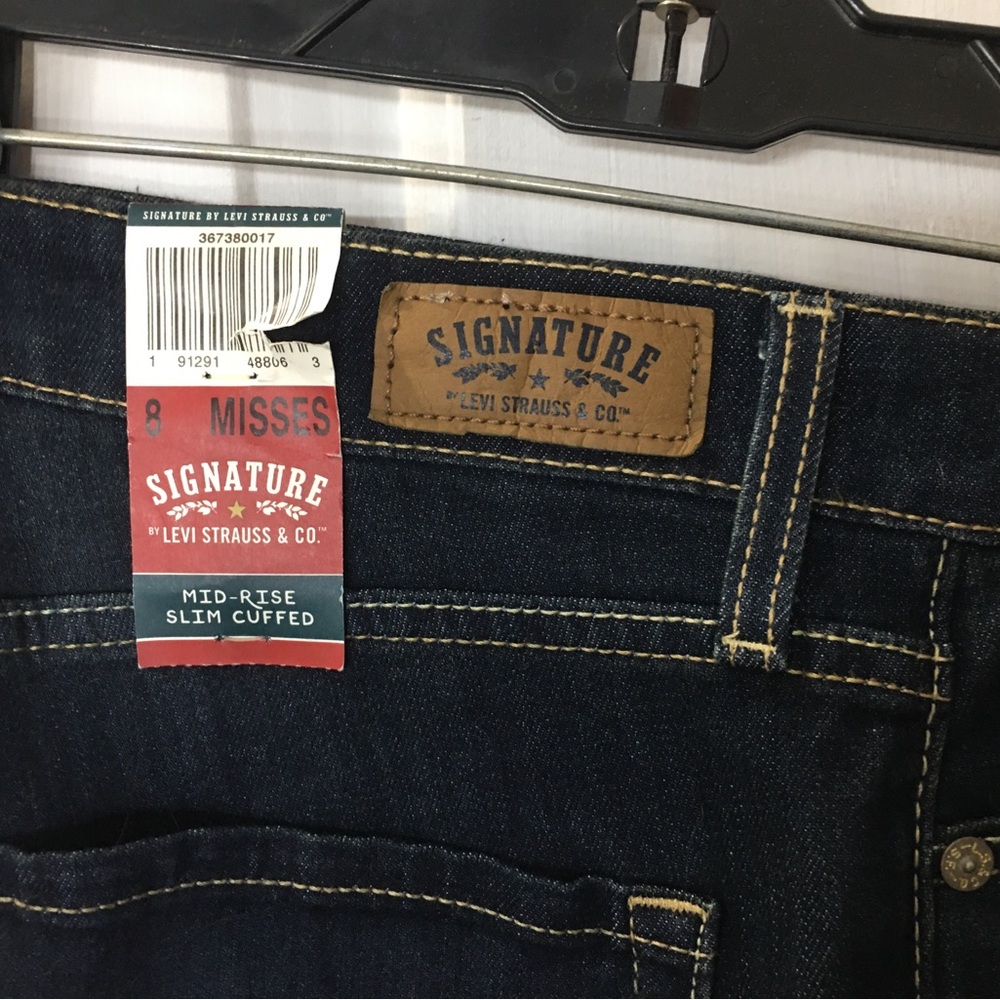 SIGNATURE BY LEVI STRAUSS & CO™
367380017
1 91291 48806 3
8 MISSES
SIGNATURE
BY LEVI STRAUSS & CO.™
MID-RISE
SLIM CUFFED
SIGNATURE
BY LEVI STRAUSS & CO.™